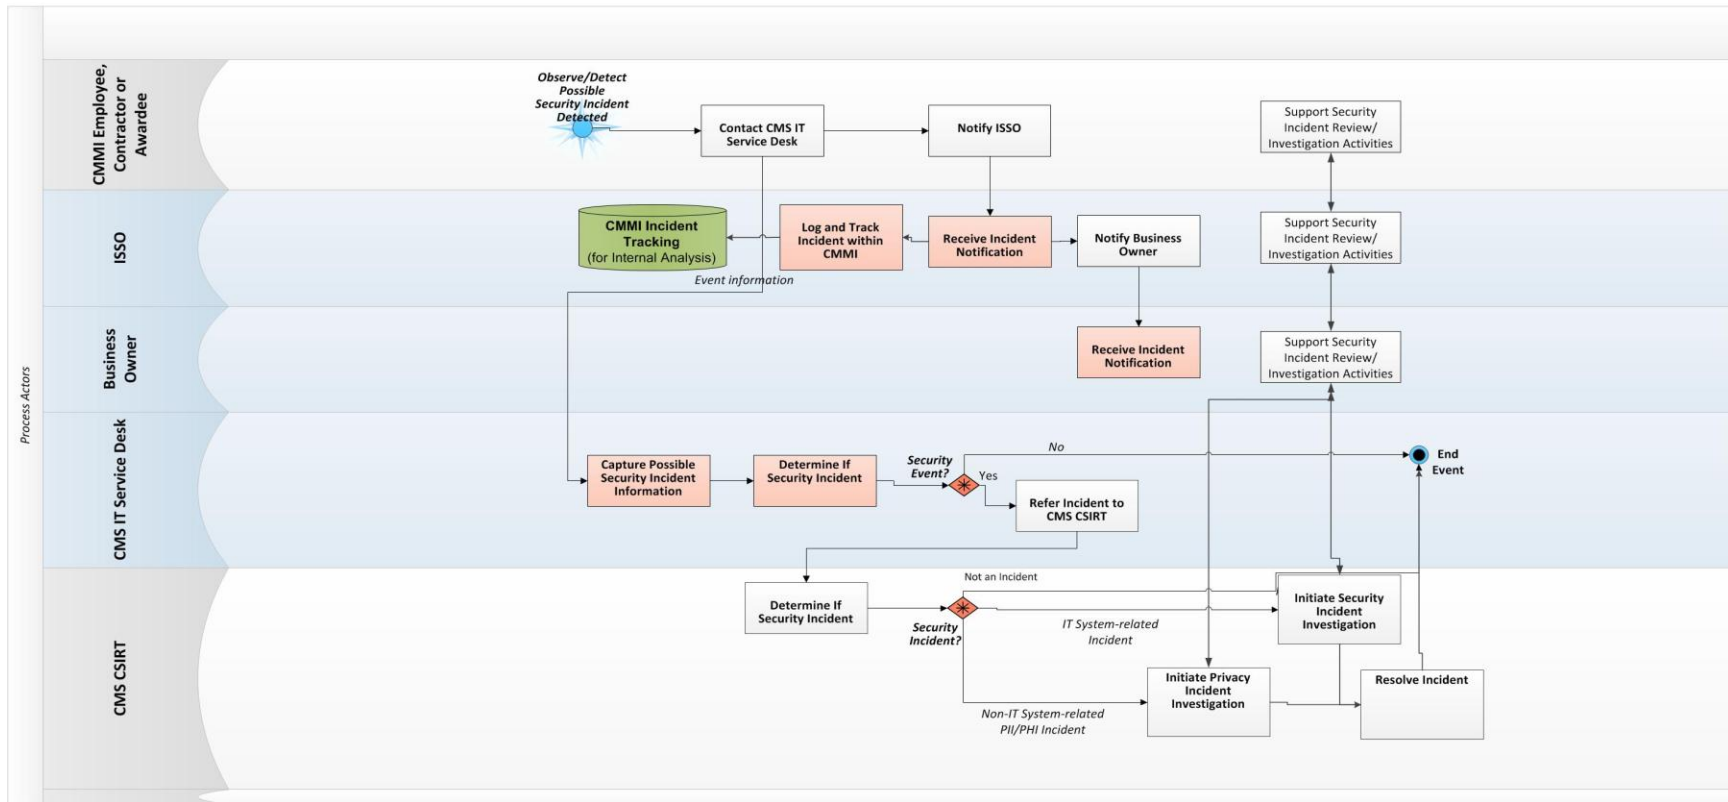 Process Actors
CMMI Employee,
Contractor or
Awardee
Observe/Detect
Possible
Security Incident
Detected
Contact CMS IT
Service Desk
Notify ISSO
Support Security
Incident Review/
Investigation Activities
ISSO
CMMI Incident
Tracking
(for Internal Analysis)
Log and Track
Incident within
CMMI
Receive Incident
Notification
Notify Business
Owner
Support Security
Incident Review/
Investigation Activities
Event information
Business
Owner
Receive Incident
Notification
Support Security
Incident Review/
Investigation Activities
CMS IT Service Desk
Capture Possible
Security Incident
Information
Determine If
Security Incident
Security
Event?
No
Yes
Refer Incident to
CMS CSIRT
End
Event
CMS CSIRT
Determine If
Security Incident
Security
Incident?
Not an Incident
IT System-related
Incident
Initiate Security
Incident
Investigation
Non-IT System-related
PII/PHI Incident
Initiate Privacy
Incident
Investigation
Resolve Incident